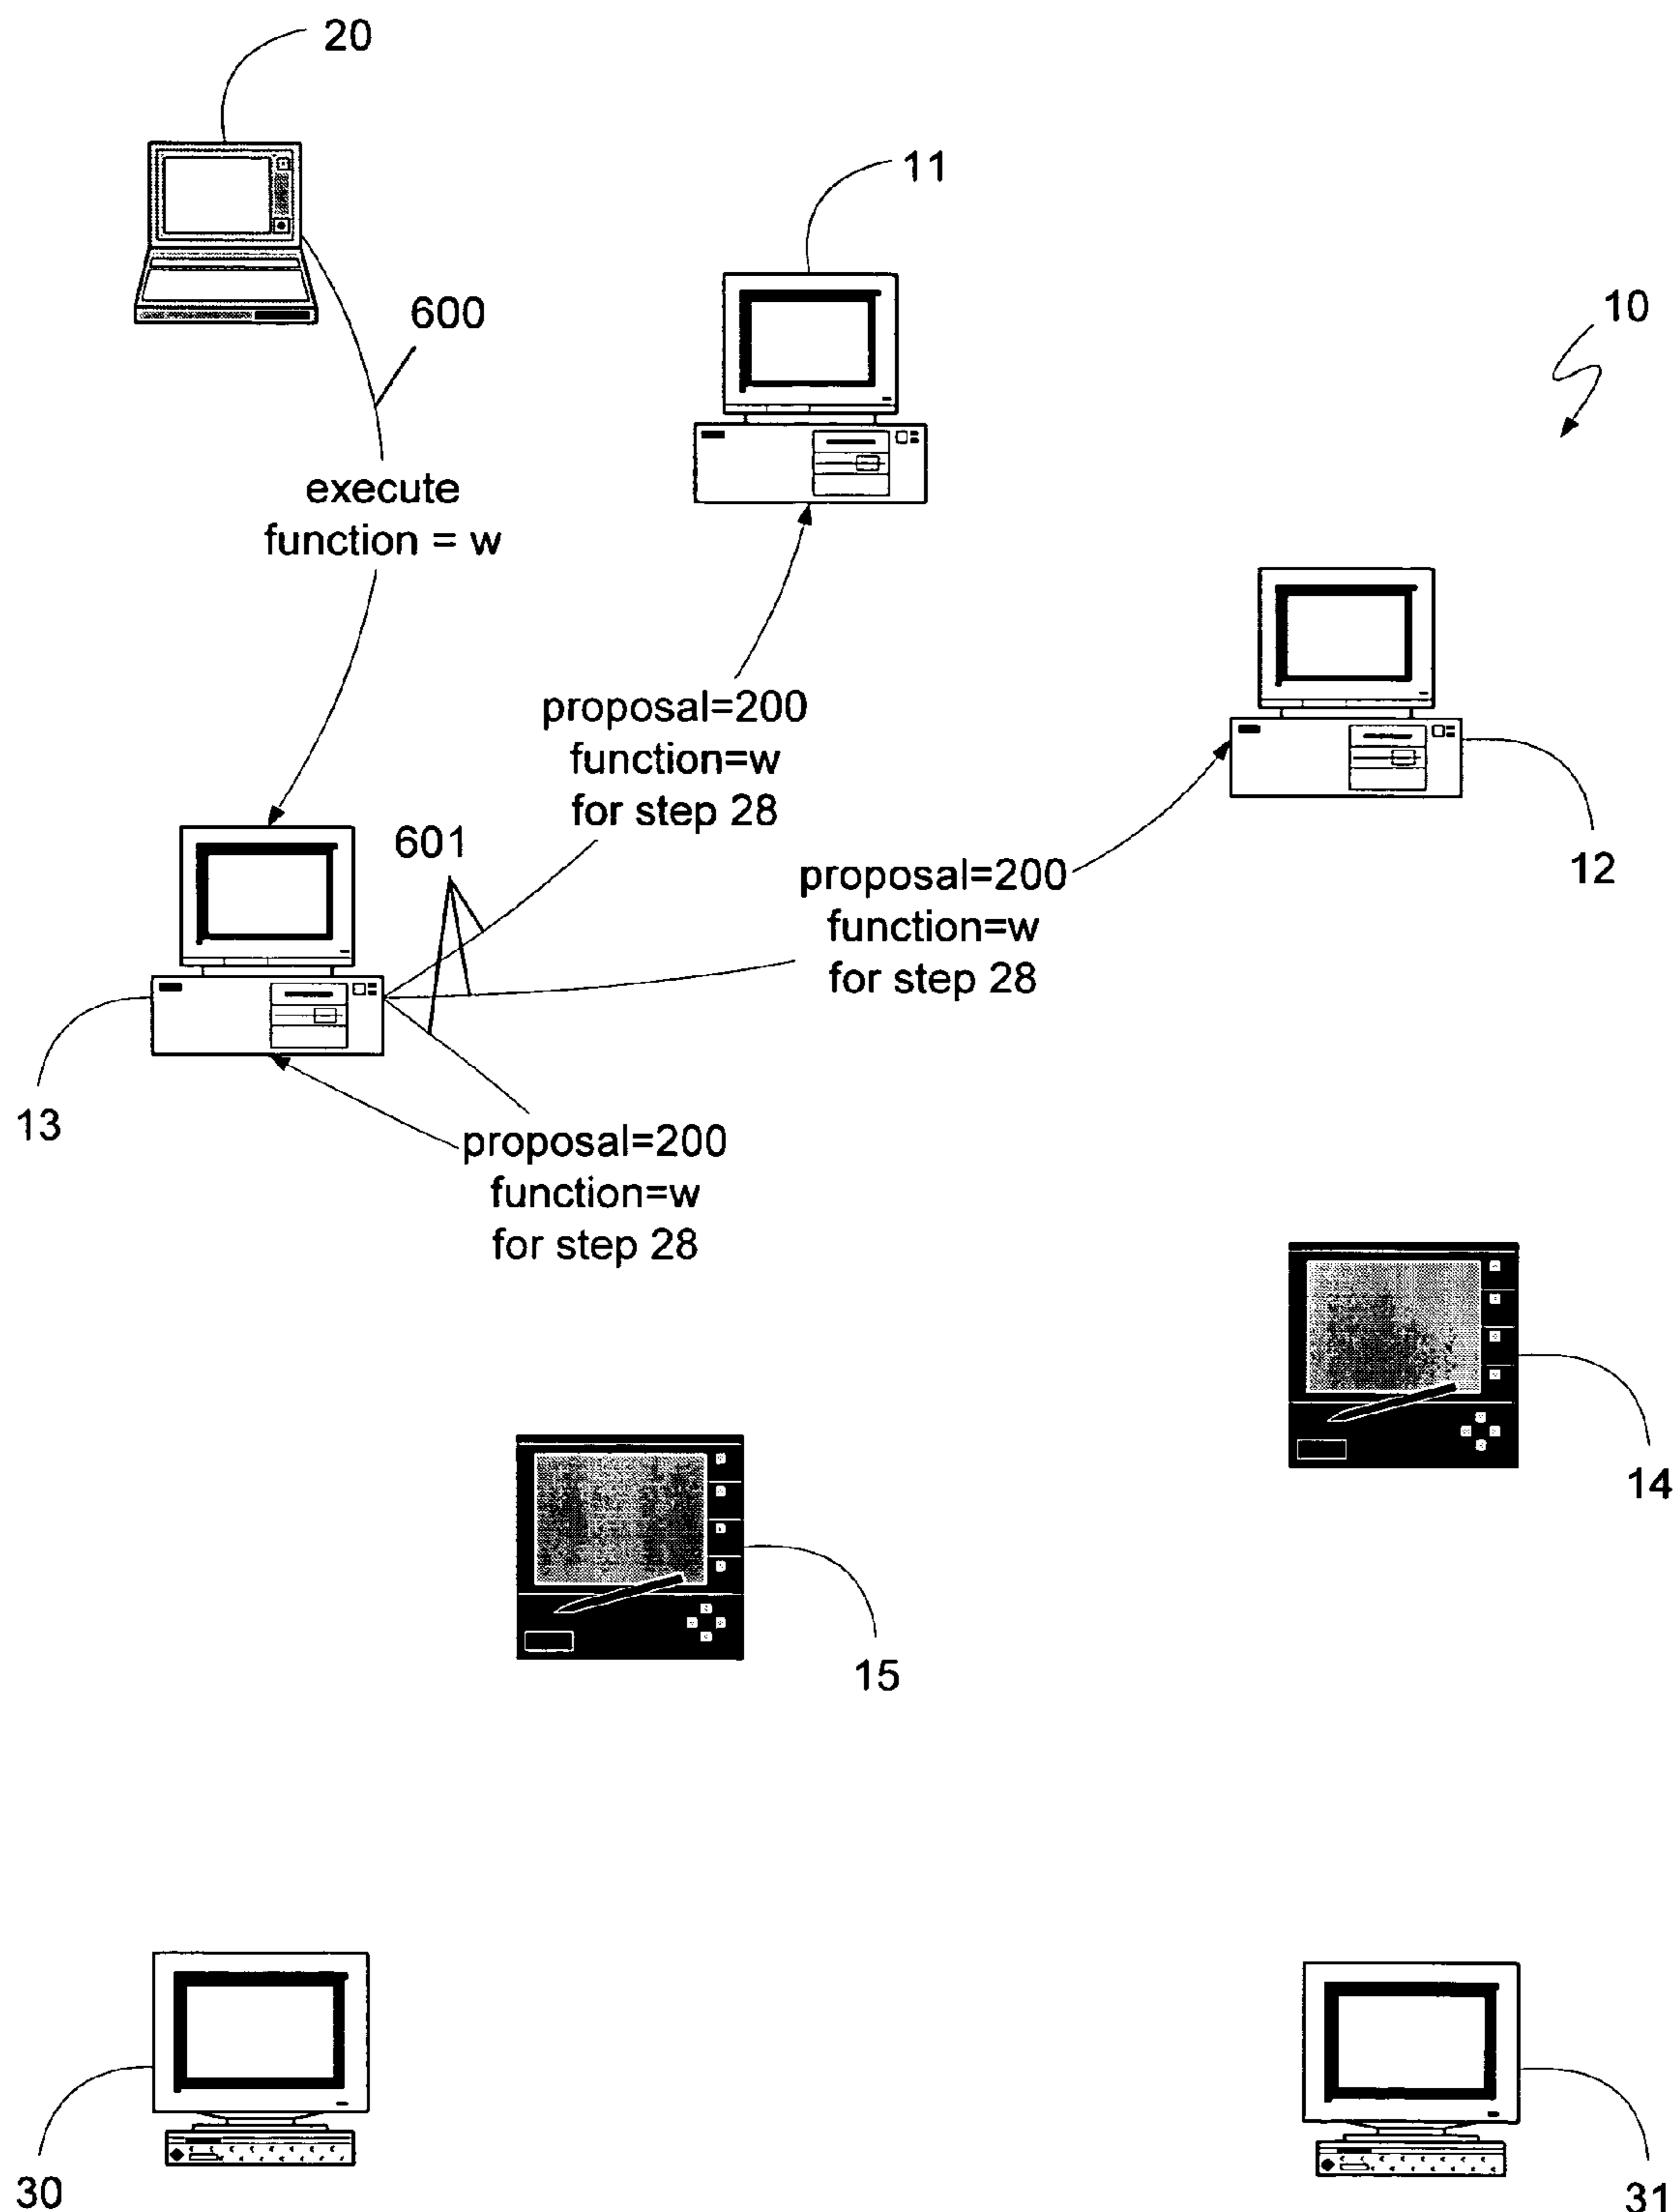 20
11
10
600
execute
function = w
proposal=200
function=w
for step 28
601
proposal=200
function=w
for step 28
12
13
proposal=200
function=w
for step 28
14
15
30
31